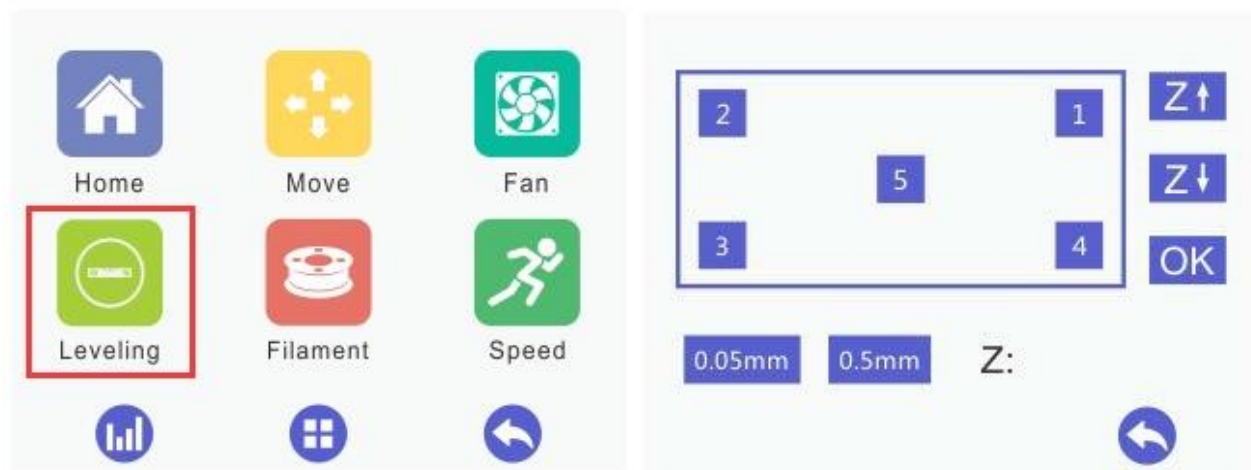 Home Move Fan
Leveling Filament Speed
2 1
5
3 4
Z↑
Z↓
OK
0.05mm 0.5mm Z: